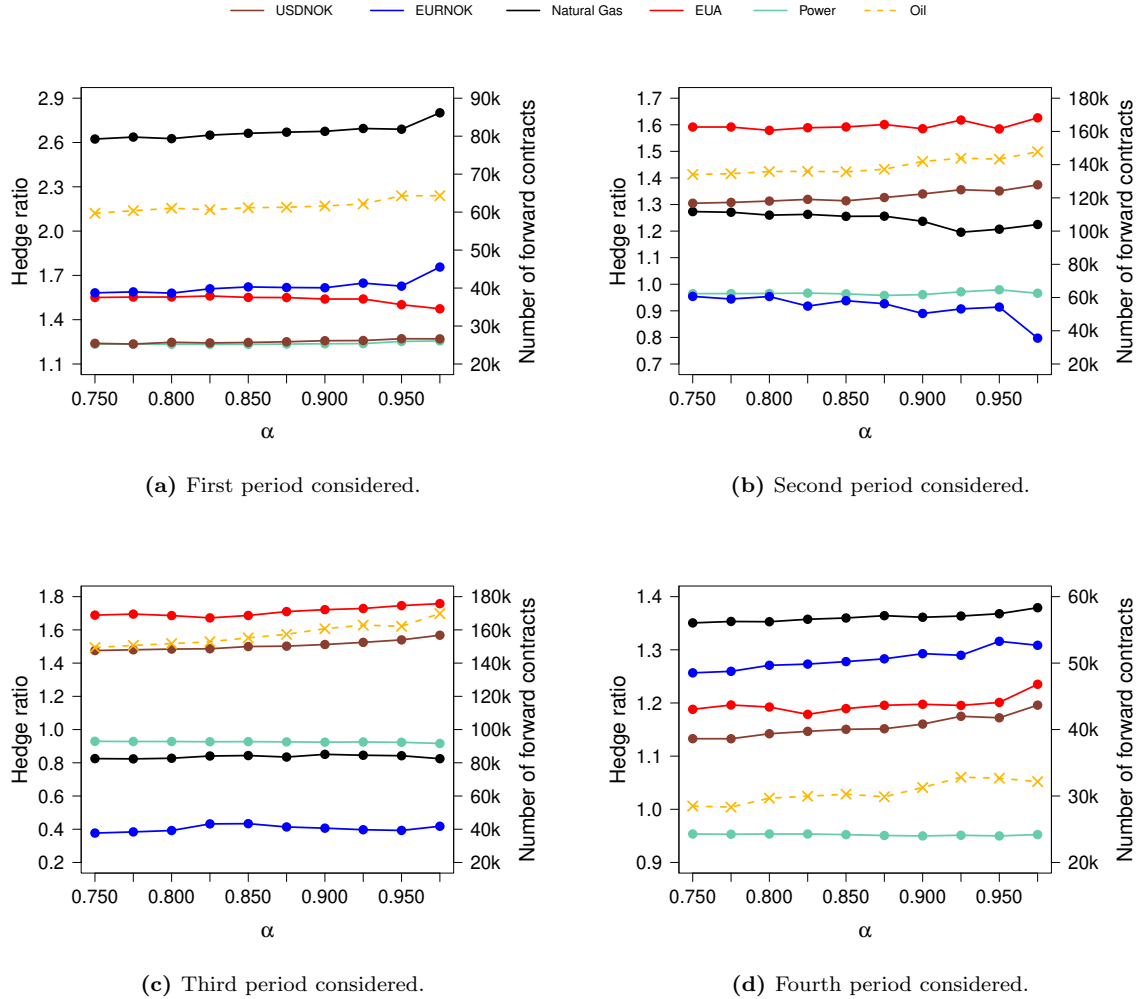 USDNOK EURNOK Natural Gas EUA Power Oil
Hedge ratio
2.9
2.6
2.3
2.0
1.7
1.4
1.1
90k
80k
70k
60k
50k
40k
30k
20k
Number of forward contracts
0.750 0.800 0.850 0.900 0.950
α
(a) First period considered.
Hedge ratio
1.7
1.6
1.5
1.4
1.3
1.2
1.1
1.0
0.9
0.8
0.7
180k
160k
140k
120k
100k
80k
60k
40k
20k
Number of forward contracts
0.750 0.800 0.850 0.900 0.950
α
(b) Second period considered.
Hedge ratio
1.8
1.6
1.4
1.2
1.0
0.8
0.6
0.4
0.2
180k
160k
140k
120k
100k
80k
60k
40k
20k
Number of forward contracts
0.750 0.800 0.850 0.900 0.950
α
(c) Third period considered.
Hedge ratio
1.4
1.3
1.2
1.1
1.0
0.9
60k
50k
40k
30k
20k
Number of forward contracts
0.750 0.800 0.850 0.900 0.950
α
(d) Fourth period considered.